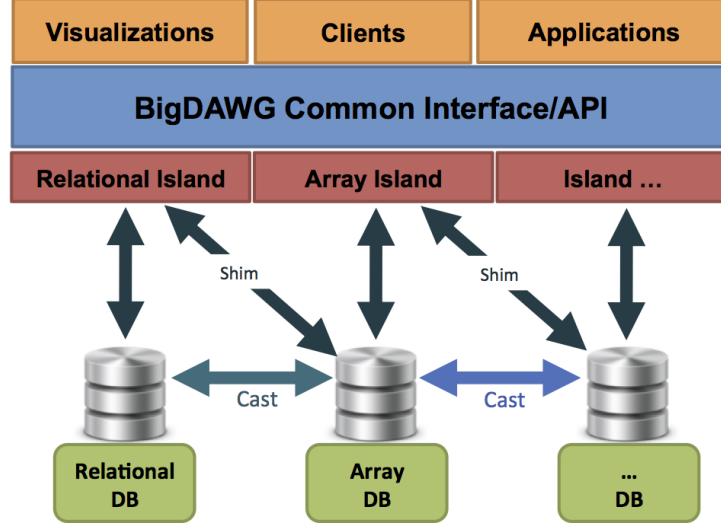 Visualizations
Clients
Applications
BigDAWG Common Interface/API
Relational Island
Array Island
Island ...
Shim
Shim
Cast
Cast
Relational
DB
Array
DB
...
DB